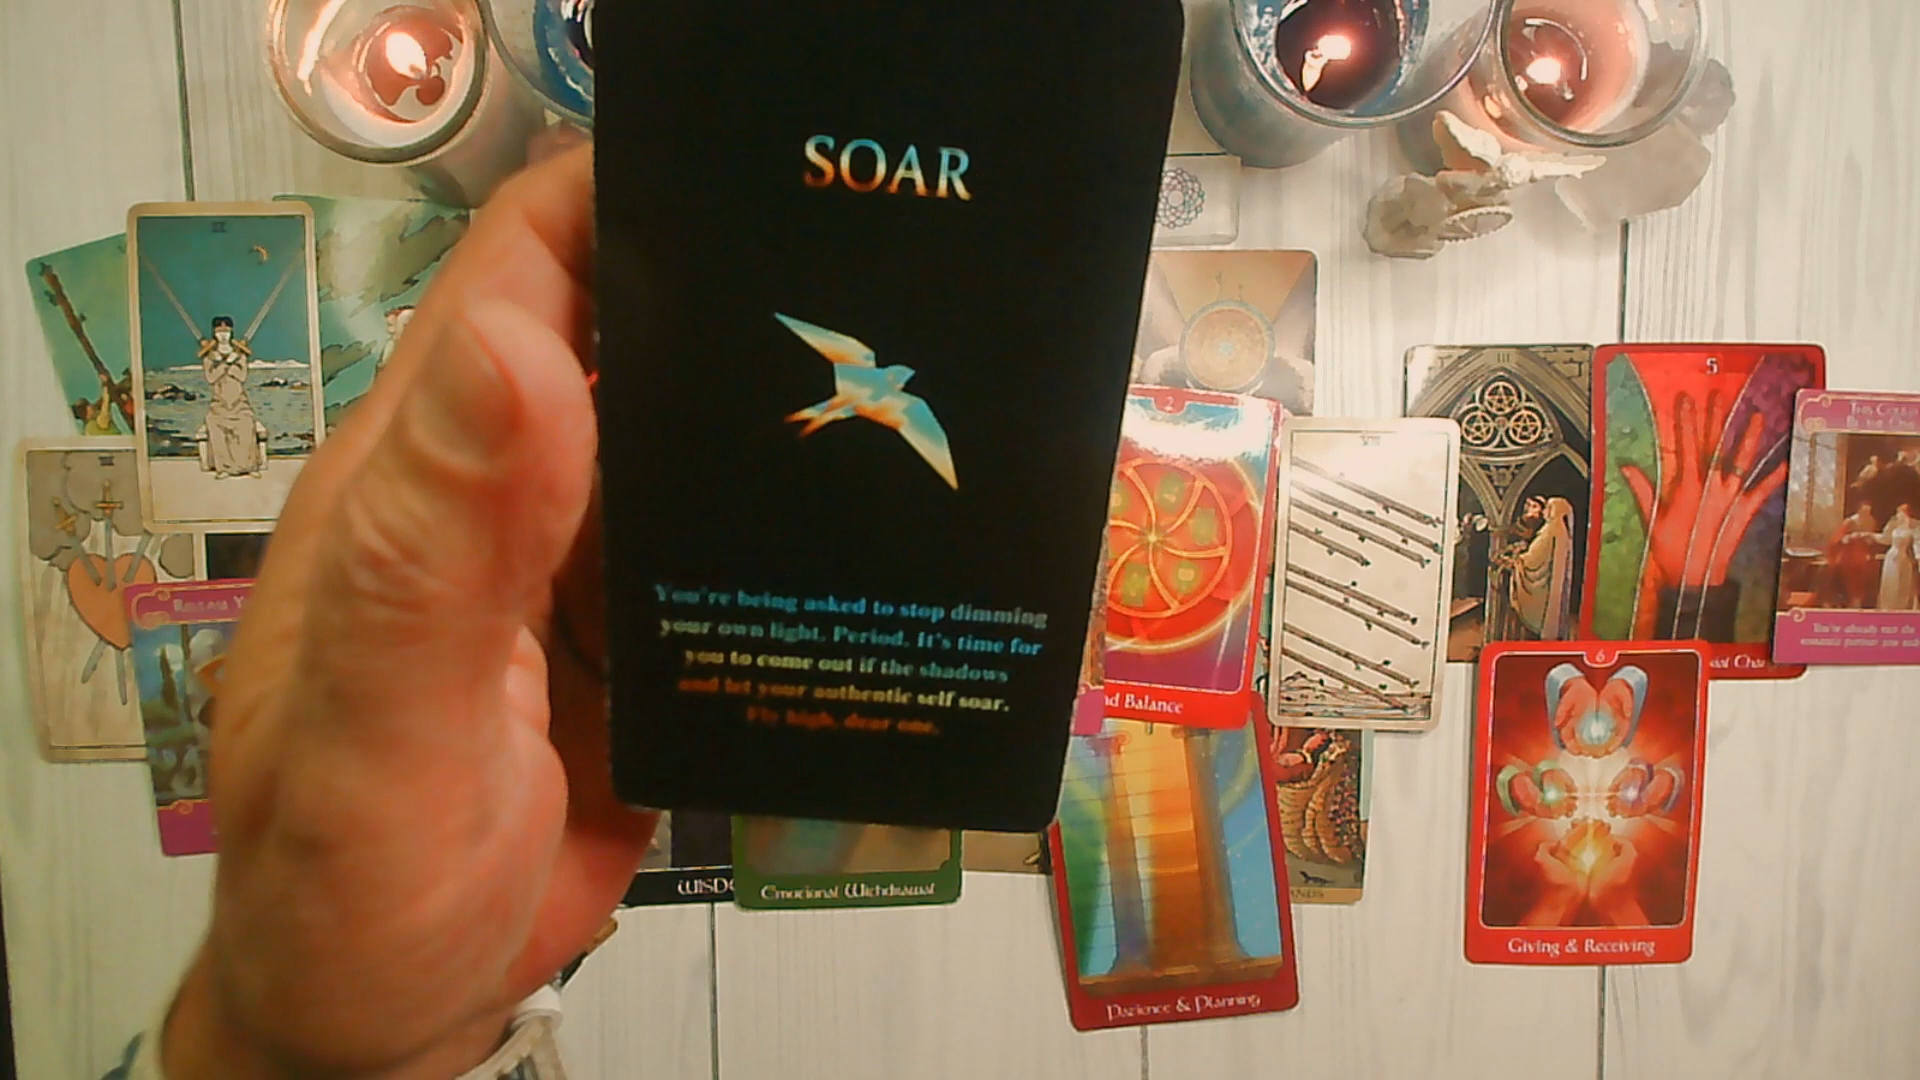 SOAR
You're being asked to stop dimming
your own light. Period. It's time for
you to come out if the shadows
and let your authentic self soar.
Fly high, dear one.
III
5
2
VIII
Balance
6
Giving & Receiving
Patience & Planning
Emotional Withdrawal